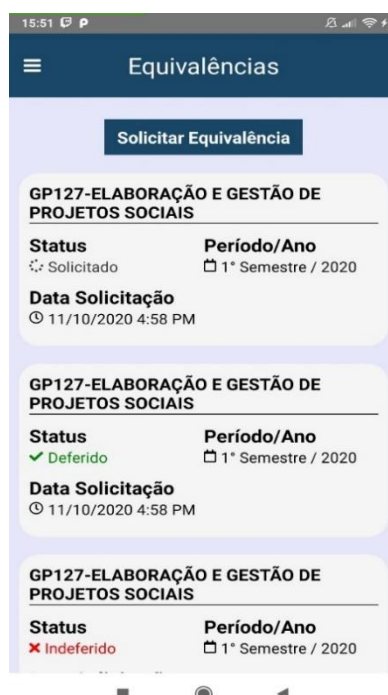 15:51 P
Equivalências
Solicitar Equivalência
GP127-ELABORAÇÃO E GESTÃO DE
PROJETOS SOCIAIS
Status Período/Ano
Solicitado 1° Semestre / 2020
Data Solicitação
11/10/2020 4:58 PM
GP127-ELABORAÇÃO E GESTÃO DE
PROJETOS SOCIAIS
Status Período/Ano
Deferido 1° Semestre / 2020
Data Solicitação
11/10/2020 4:58 PM
GP127-ELABORAÇÃO E GESTÃO DE
PROJETOS SOCIAIS
Status Período/Ano
Indeferido 1° Semestre / 2020